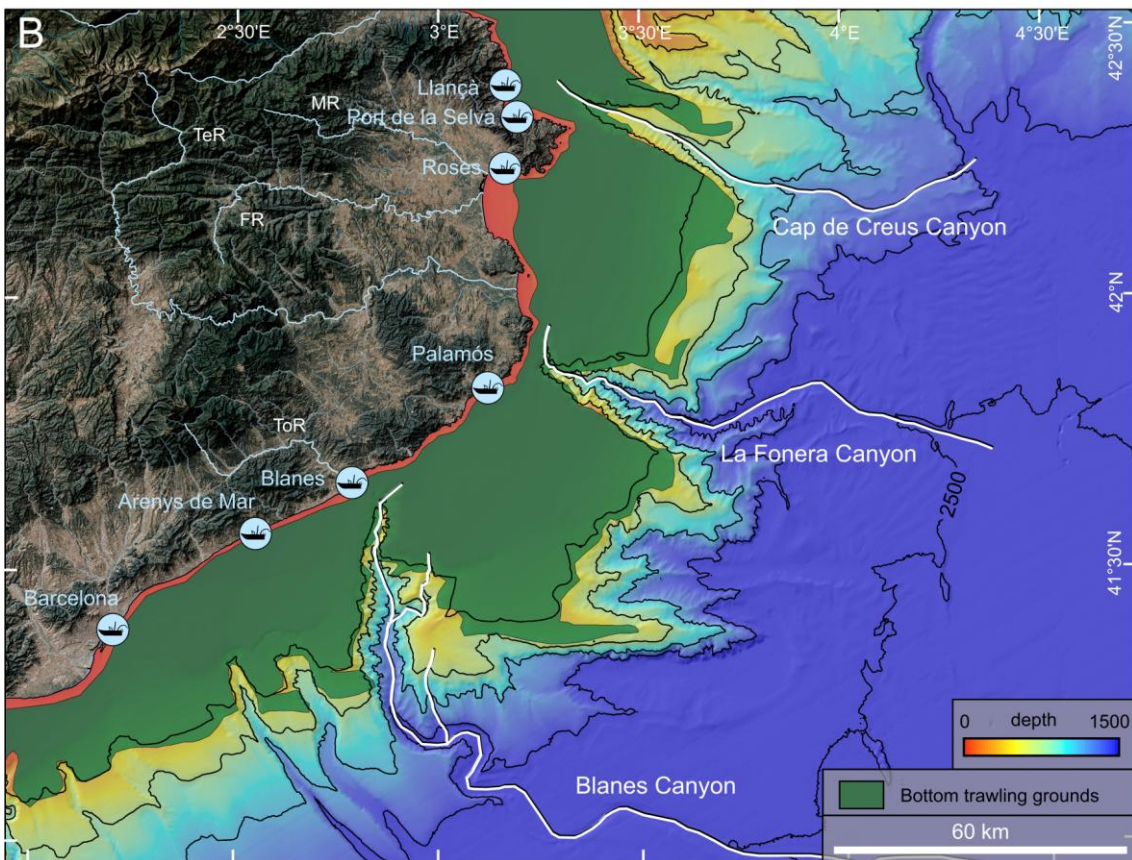 B
2°30'E
3°E
3°30'E
4°E
4°30'E
42°30'N
Llançà
MR
Port de la Selva
TeR
Roses
FR
Cap de Creus Canyon
42°N
Palamós
ToR
La Fonera Canyon
Blanes
2500
Arenys de Mar
41°30'N
Barcelona
0 depth 1500
Blanes Canyon
Bottom trawling grounds
60 km